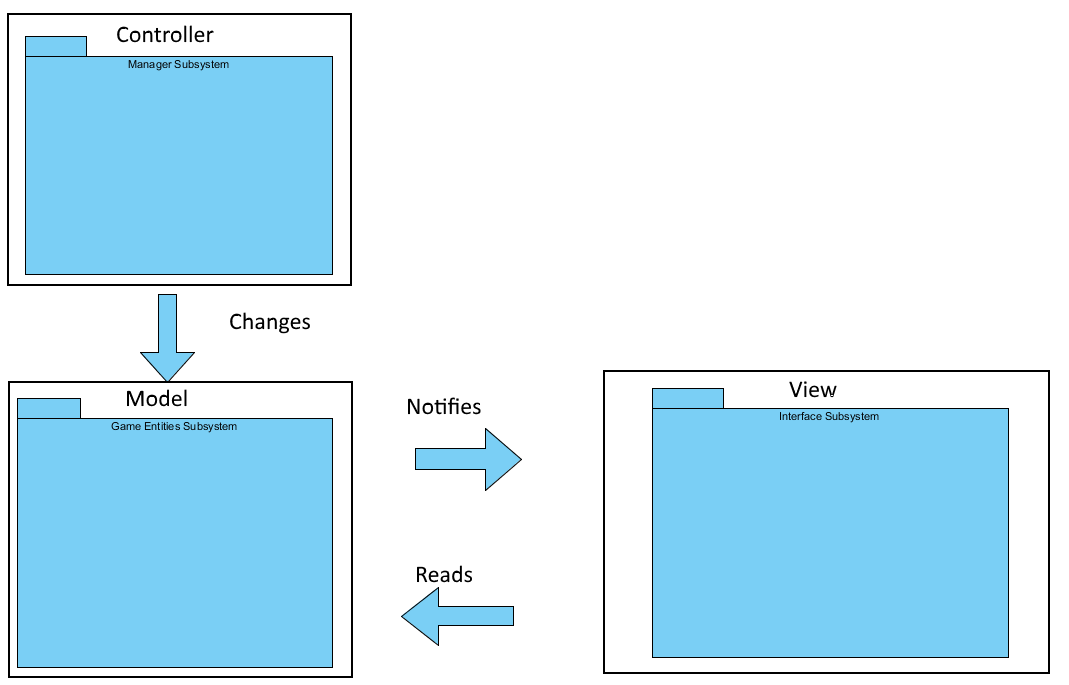 Controller
Manager Subsystem
Changes
Model
Game Entities Subsystem
Notifies
Reads
View
Interface Subsystem